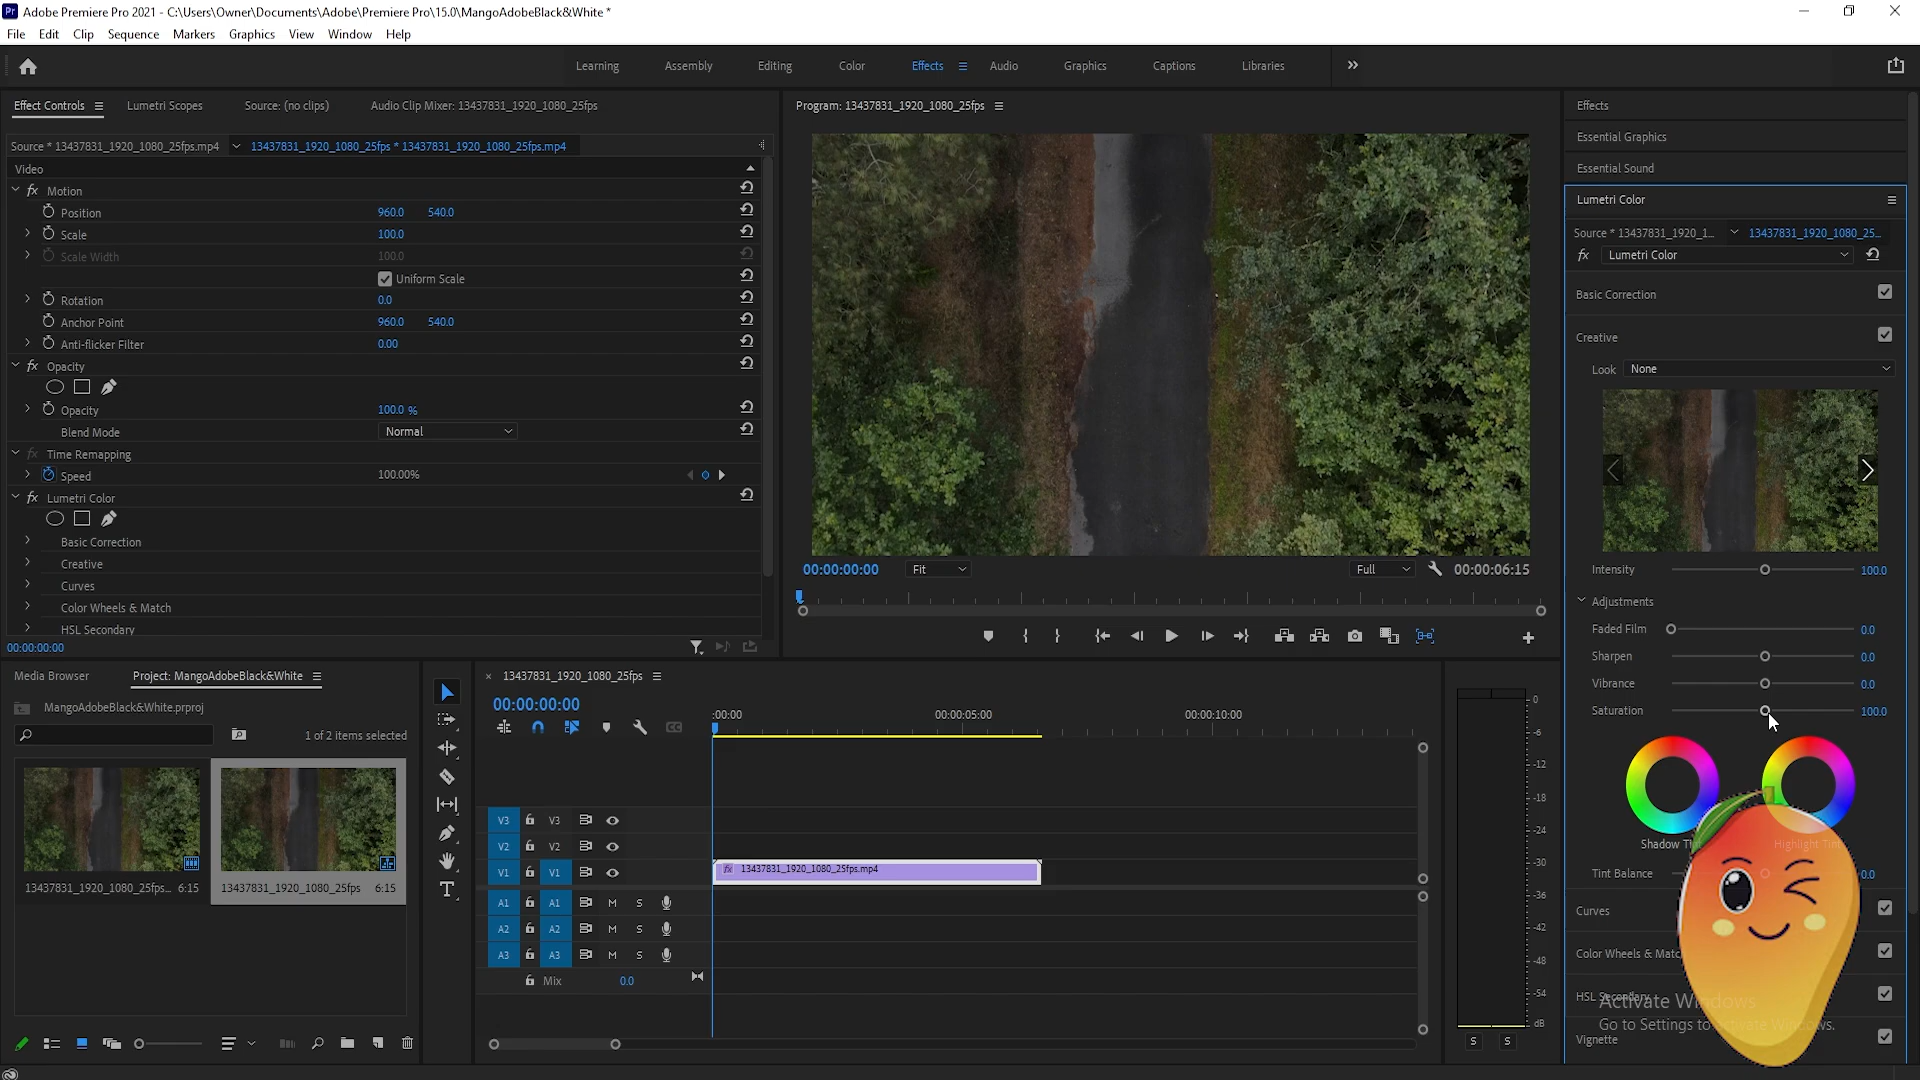 Adobe Premiere Pro 2021 - C:\Users\Owner\Documents\Adobe\Premiere Pro\15.0\MangoAdobeBlack&White *
File Edit Clip Sequence Markers Graphics View Window Help
Learning Assembly Editing Color Effects Audio Graphics Captions Libraries
Effect Controls Lumetri Scopes Source: (no clips) Audio Clip Mixer: 13437831_1920_1080_25fps
Source * 13437831_1920_1080_25fps.mp4 13437831_1920_1080_25fps * 13437831_1920_1080_25fps.mp4
Video
fx Motion
Position 960.0 540.0
Scale 100.0
Scale Width 100.0
Uniform Scale
Rotation 0.0
Anchor Point 960.0 540.0
Anti-flicker Filter 0.00
fx Opacity
Opacity 100.0 %
Blend Mode Normal
fx Time Remapping
Speed 100.00%
fx Lumetri Color
Basic Correction
Creative
Curves
Color Wheels & Match
HSL Secondary
00:00:00:00
Program: 13437831_1920_1080_25fps
00:00:00:00 Fit Full 00:00:06:15
Effects
Essential Graphics
Essential Sound
Lumetri Color
Source * 13437831_1920_1... 13437831_1920_1080_25...
fx Lumetri Color
Basic Correction
Creative
Look None
Intensity 100.0
Adjustments
Faded Film 0.0
Sharpen 0.0
Vibrance 0.0
Saturation 100.0
Shadow Tint Highlight Tint
Tint Balance 0.0
Curves
Color Wheels & Match
HSL Secondary
Vignette
Activate Windows
Go to Settings to activate Windows.
Media Browser Project: MangoAdobeBlack&White
MangoAdobeBlack&White.prproj
1 of 2 items selected
13437831_1920_1080_25fps... 6:15 13437831_1920_1080_25fps 6:15
× 13437831_1920_1080_25fps
00:00:00:00
:00:00 00:00:05:00 00:00:10:00
V3 V3
V2 V2
V1 V1 fx 13437831_1920_1080_25fps.mp4
A1 A1 M S
A2 A2 M S
A3 A3 M S
Mix 0.0
0
-6
-12
-18
-24
-30
-36
-42
-48
-54
dB
S S